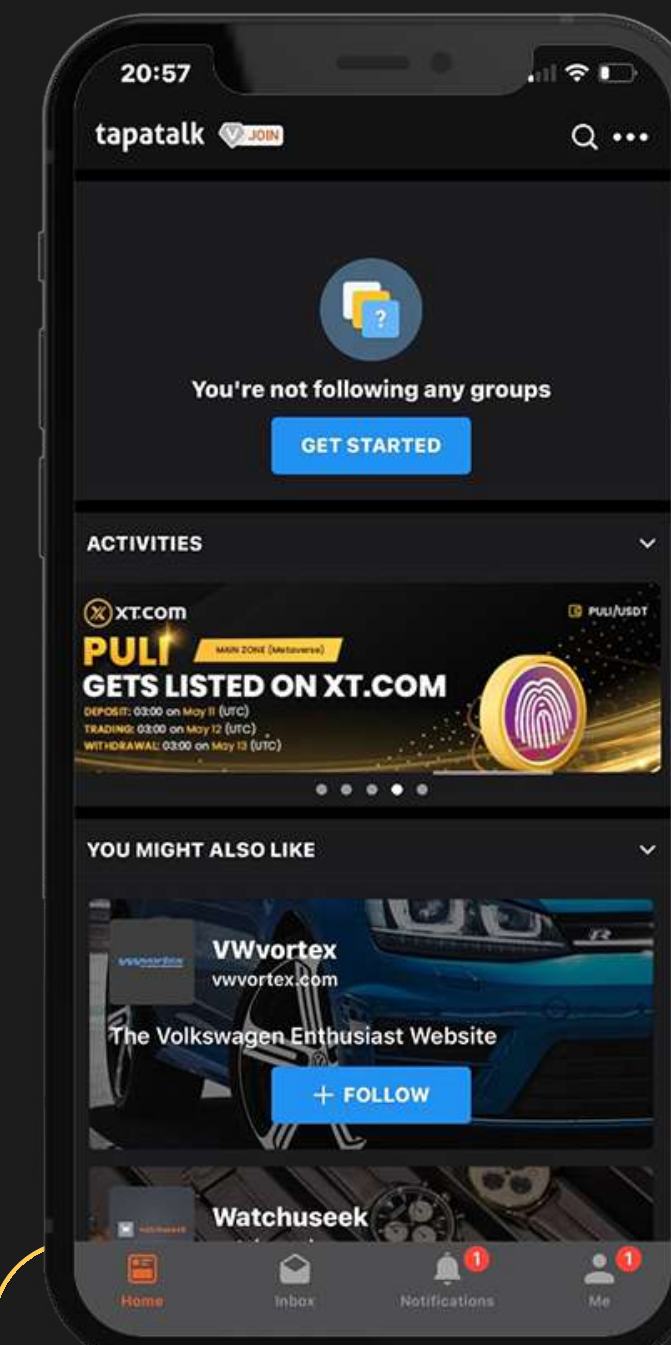 20:57
tapatalk V JOIN
?
You're not following any groups
GET STARTED
ACTIVITIES
XT.COM
PULI/USDT
PULI
MAIN ZONE (Metaverse)
GETS LISTED ON XT.COM
DEPOSIT: 03:00 on May 11 (UTC)
TRADING: 03:00 on May 12 (UTC)
WITHDRAWAL: 03:00 on May 13 (UTC)
YOU MIGHT ALSO LIKE
R
vwvortex
VWvortex
vwvortex.com
The Volkswagen Enthusiast Website
+ FOLLOW
Watchuseek
1
1
Home
Inbox
Notifications
Me